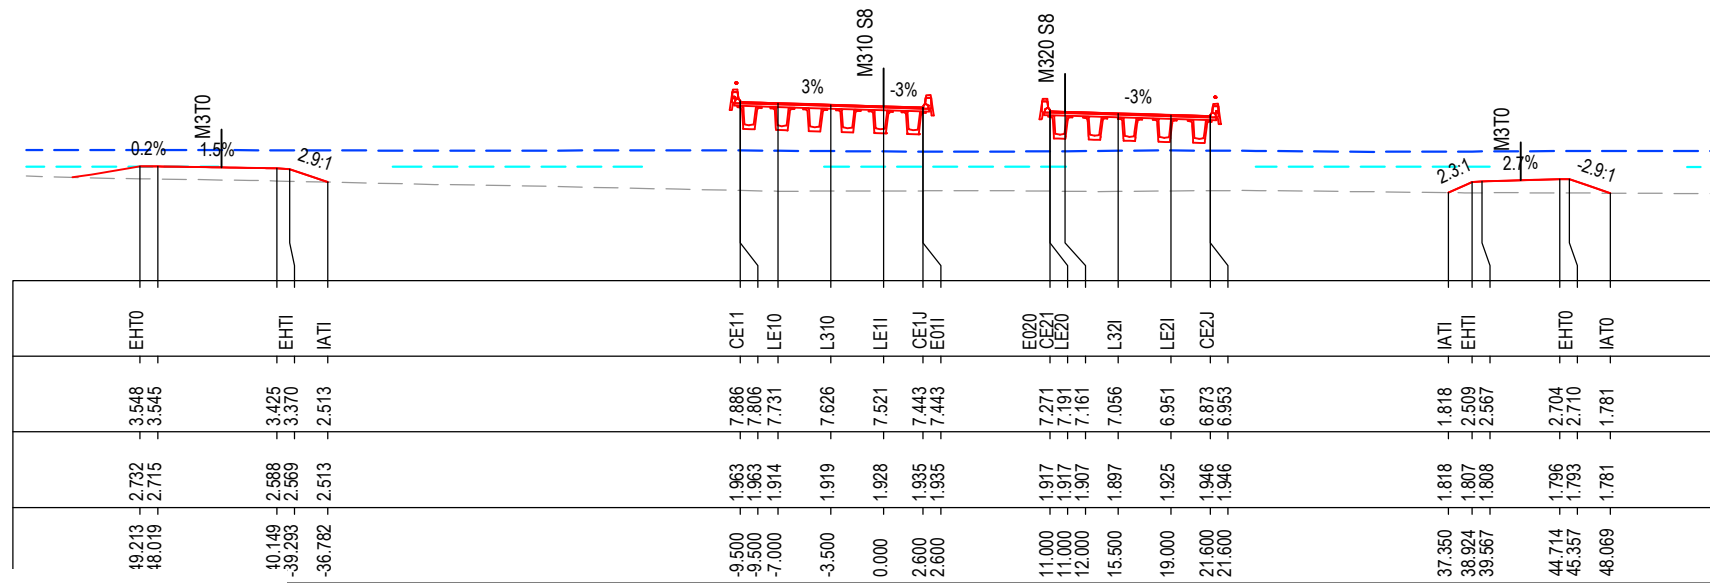 M310 S8
M320 S8
3%
-3%
-3%
M3T0
M3T0
0.2%
1.5%
2.9:1
2.3:1
2.7%
-2.9:1
EHT0 EHTI IATI CE11 LE10 L310 LE1I CE1J E01I E020 CE21 LE20 L32I LE2I CE2J IATI EHTI EHT0 IAT0
3.548 3.545 3.425 3.370 2.513 7.886 7.806 7.731 7.626 7.521 7.443 7.443 7.271 7.191 7.161 7.056 6.951 6.873 6.953 1.818 2.509 2.567 2.704 2.710 1.781
2.732 2.715 2.588 2.569 2.513 1.963 1.963 1.914 1.919 1.928 1.935 1.935 1.917 1.917 1.907 1.897 1.925 1.946 1.946 1.818 1.807 1.808 1.796 1.793 1.781
49.213 48.019 40.149 -39.293 -36.782 -9.500 -9.500 -7.000 -3.500 0.000 2.600 2.600 11.000 11.000 12.000 15.500 19.000 21.600 21.600 37.350 38.924 39.567 44.714 45.357 48.069